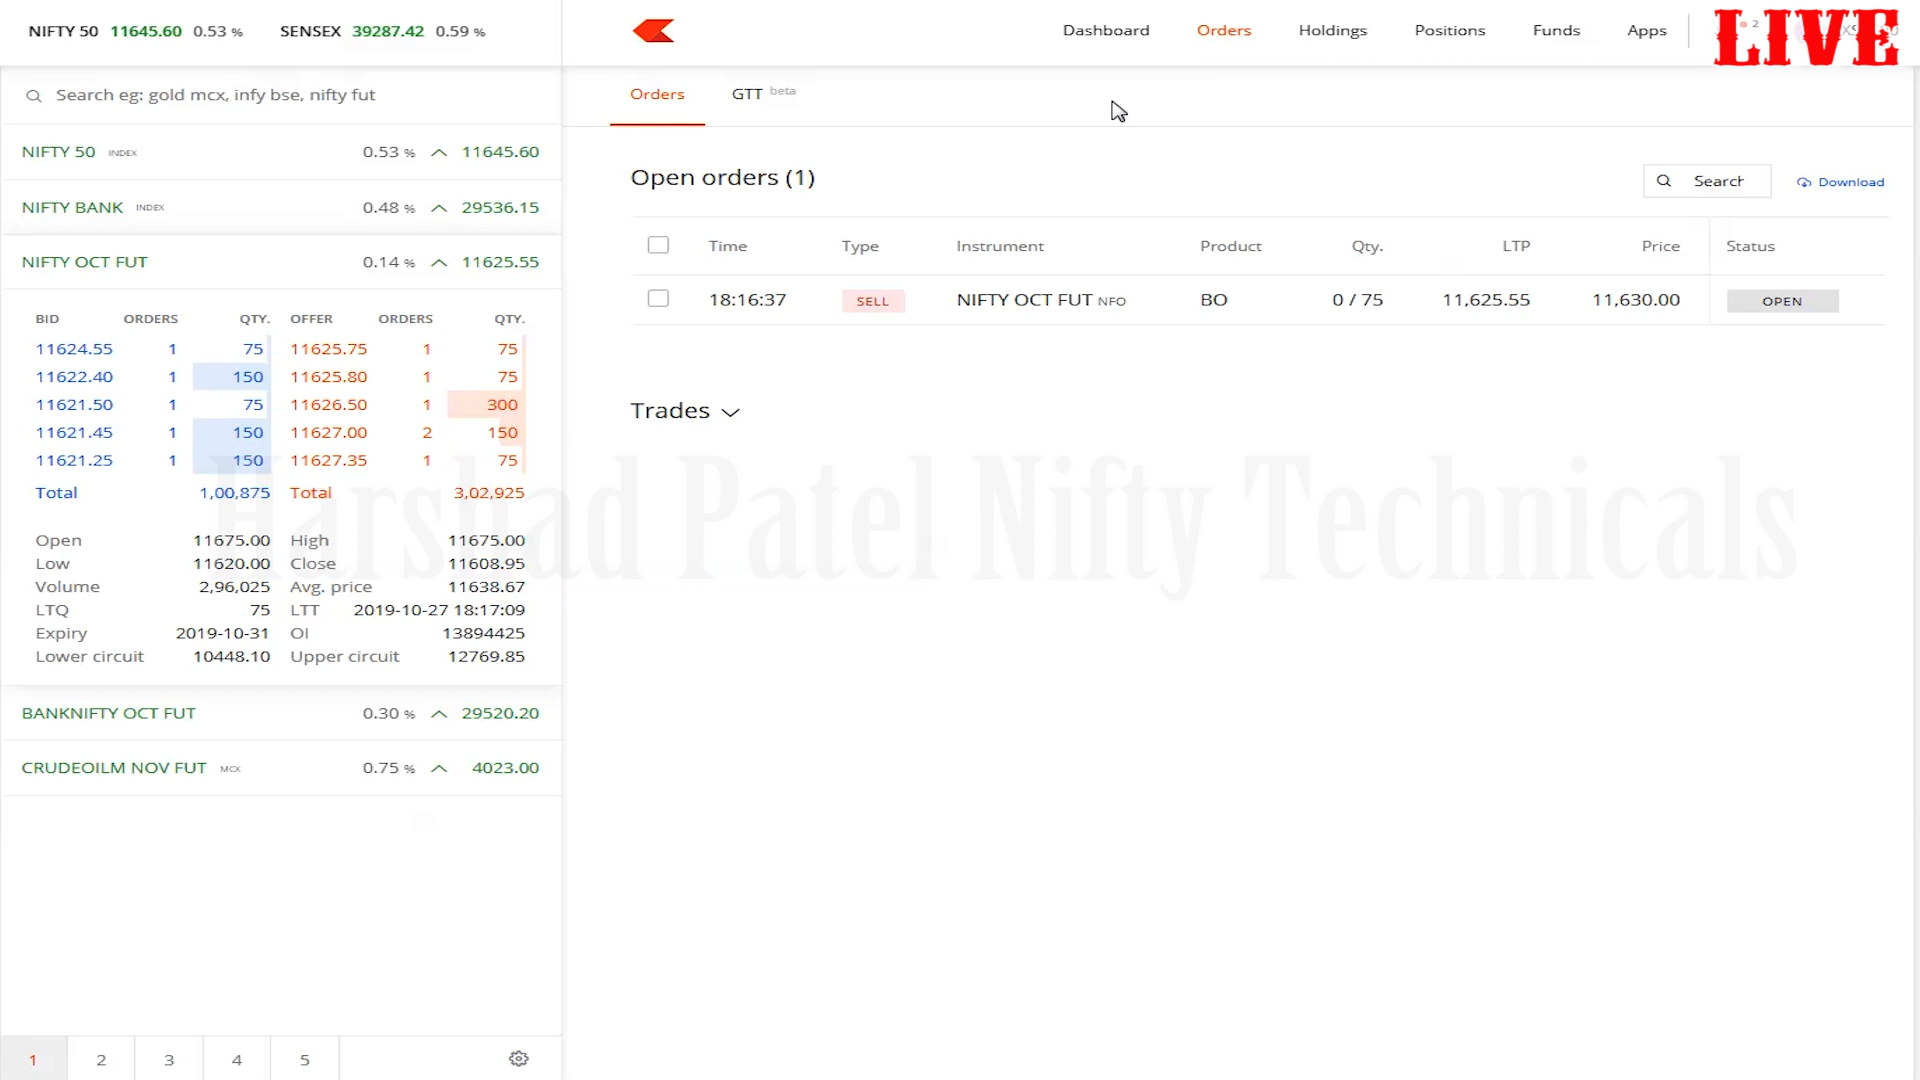 NIFTY 50 11645.60 0.53 % SENSEX 39287.42 0.59 %
Dashboard Orders Holdings Positions Funds Apps
2
LIVE
Search eg: gold mcx, infy bse, nifty fut
Orders GTT beta
NIFTY 50 INDEX 0.53 % 11645.60
NIFTY BANK INDEX 0.48 % 29536.15
NIFTY OCT FUT 0.14 % 11625.55
BID ORDERS QTY. OFFER ORDERS QTY.
11624.55 1 75 11625.75 1 75
11622.40 1 150 11625.80 1 75
11621.50 1 75 11626.50 1 300
11621.45 1 150 11627.00 2 150
11621.25 1 150 11627.35 1 75
Total 1,00,875 Total 3,02,925
Open 11675.00 High 11675.00
Low 11620.00 Close 11608.95
Volume 2,96,025 Avg. price 11638.67
LTQ 75 LTT 2019-10-27 18:17:09
Expiry 2019-10-31 OI 13894425
Lower circuit 10448.10 Upper circuit 12769.85
BANKNIFTY OCT FUT 0.30 % 29520.20
CRUDEOILM NOV FUT MCX 0.75 % 4023.00
1 2 3 4 5
Open orders (1)
Search Download
Time Type Instrument Product Qty. LTP Price Status
18:16:37 SELL NIFTY OCT FUT NFO BO 0 / 75 11,625.55 11,630.00 OPEN
Trades
Harshad Patel Nifty Technicals